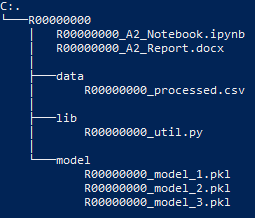 C:.
└───R00000000
    │   R00000000_A2_Notebook.ipynb
    │   R00000000_A2_Report.docx
    │
    ├───data
    │       R00000000_processed.csv
    │
    ├───lib
    │       R00000000_util.py
    │
    └───model
            R00000000_model_1.pkl
            R00000000_model_2.pkl
            R00000000_model_3.pkl